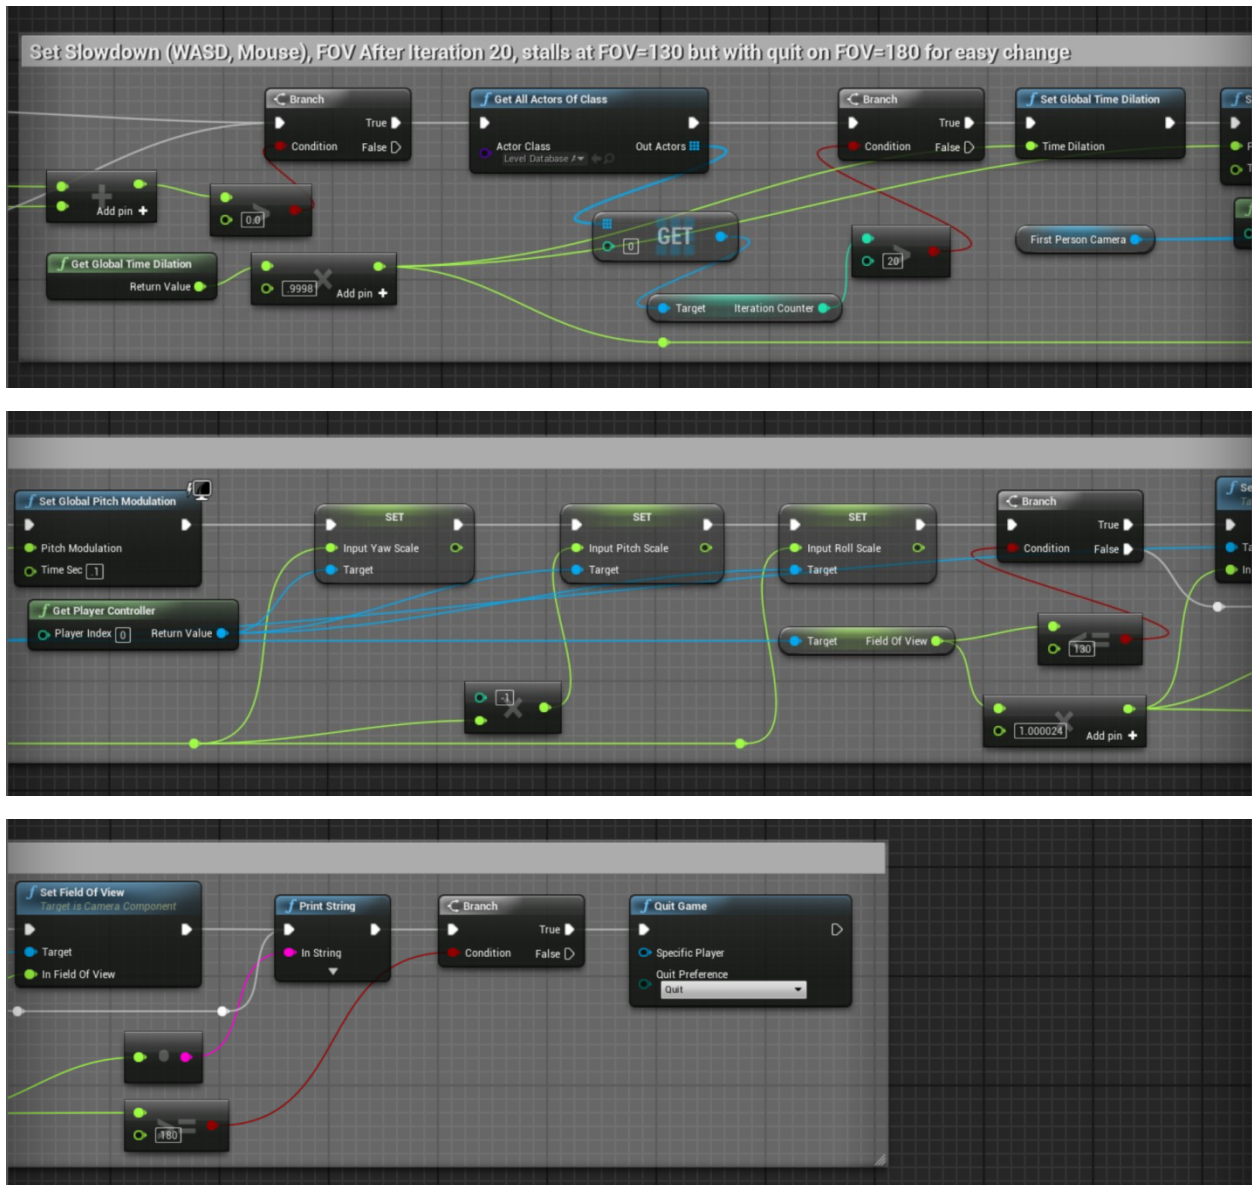 Set Slowdown (WASD, Mouse), FOV After Iteration 20, stalls at FOV=130 but with quit on FOV=180 for easy change
Branch
True
Condition
False
Get All Actors Of Class
Actor Class
Level Database
Out Actors
Branch
True
Condition
False
Set Global Time Dilation
Time Dilation
+
Add pin +
>
0.0
GET
0
>
20
First Person Camera
Get Global Time Dilation
Return Value
.9998
×
Add pin +
Target
Iteration Counter
Set Global Pitch Modulation
Pitch Modulation
Time Sec .1
SET
Input Yaw Scale
Target
SET
Input Pitch Scale
Target
SET
Input Roll Scale
Target
Branch
True
Condition
False
Get Player Controller
Player Index 0
Return Value
Target
Field Of View
<=
130
-1
×
1.000024
×
Add pin +
Set Field Of View
Target is Camera Component
Target
In Field Of View
Print String
In String
Branch
True
Condition
False
Quit Game
Specific Player
Quit Preference
Quit
>=
180